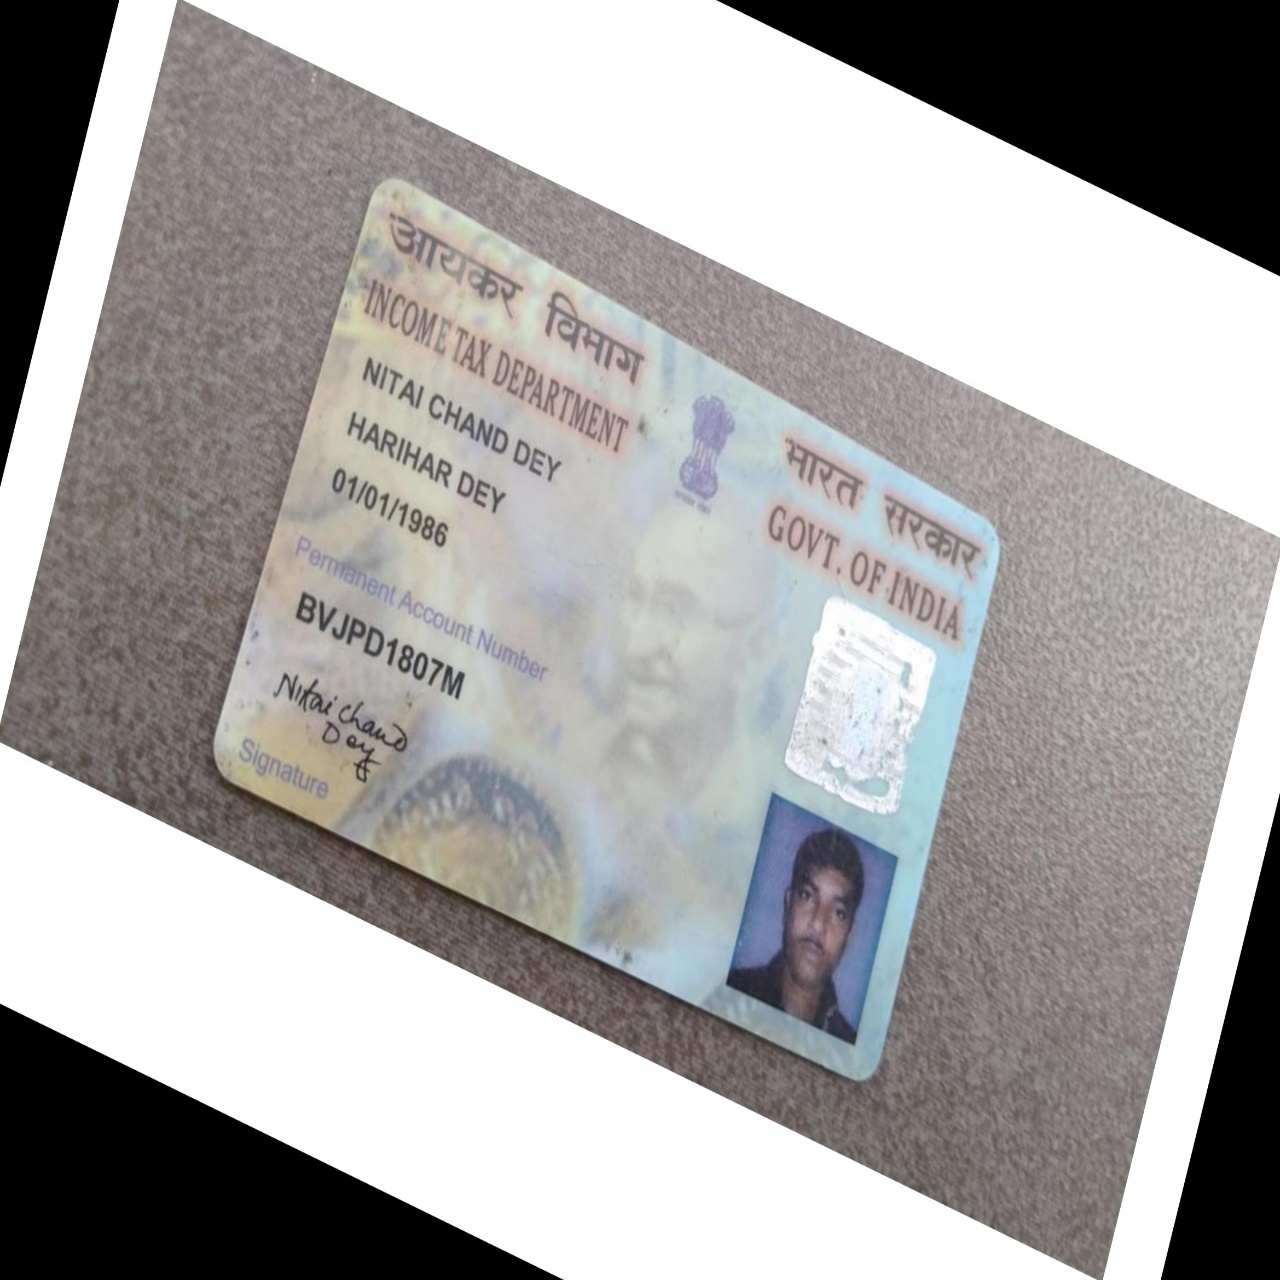 आयकर विभाग
INCOME TAX DEPARTMENT
भारत सरकार
GOVT. OF INDIA
NITAI CHAND DEY
HARIHAR DEY
01/01/1986
Permanent Account Number
BVJPD1807M
Nitai Chand
Dey
Signature